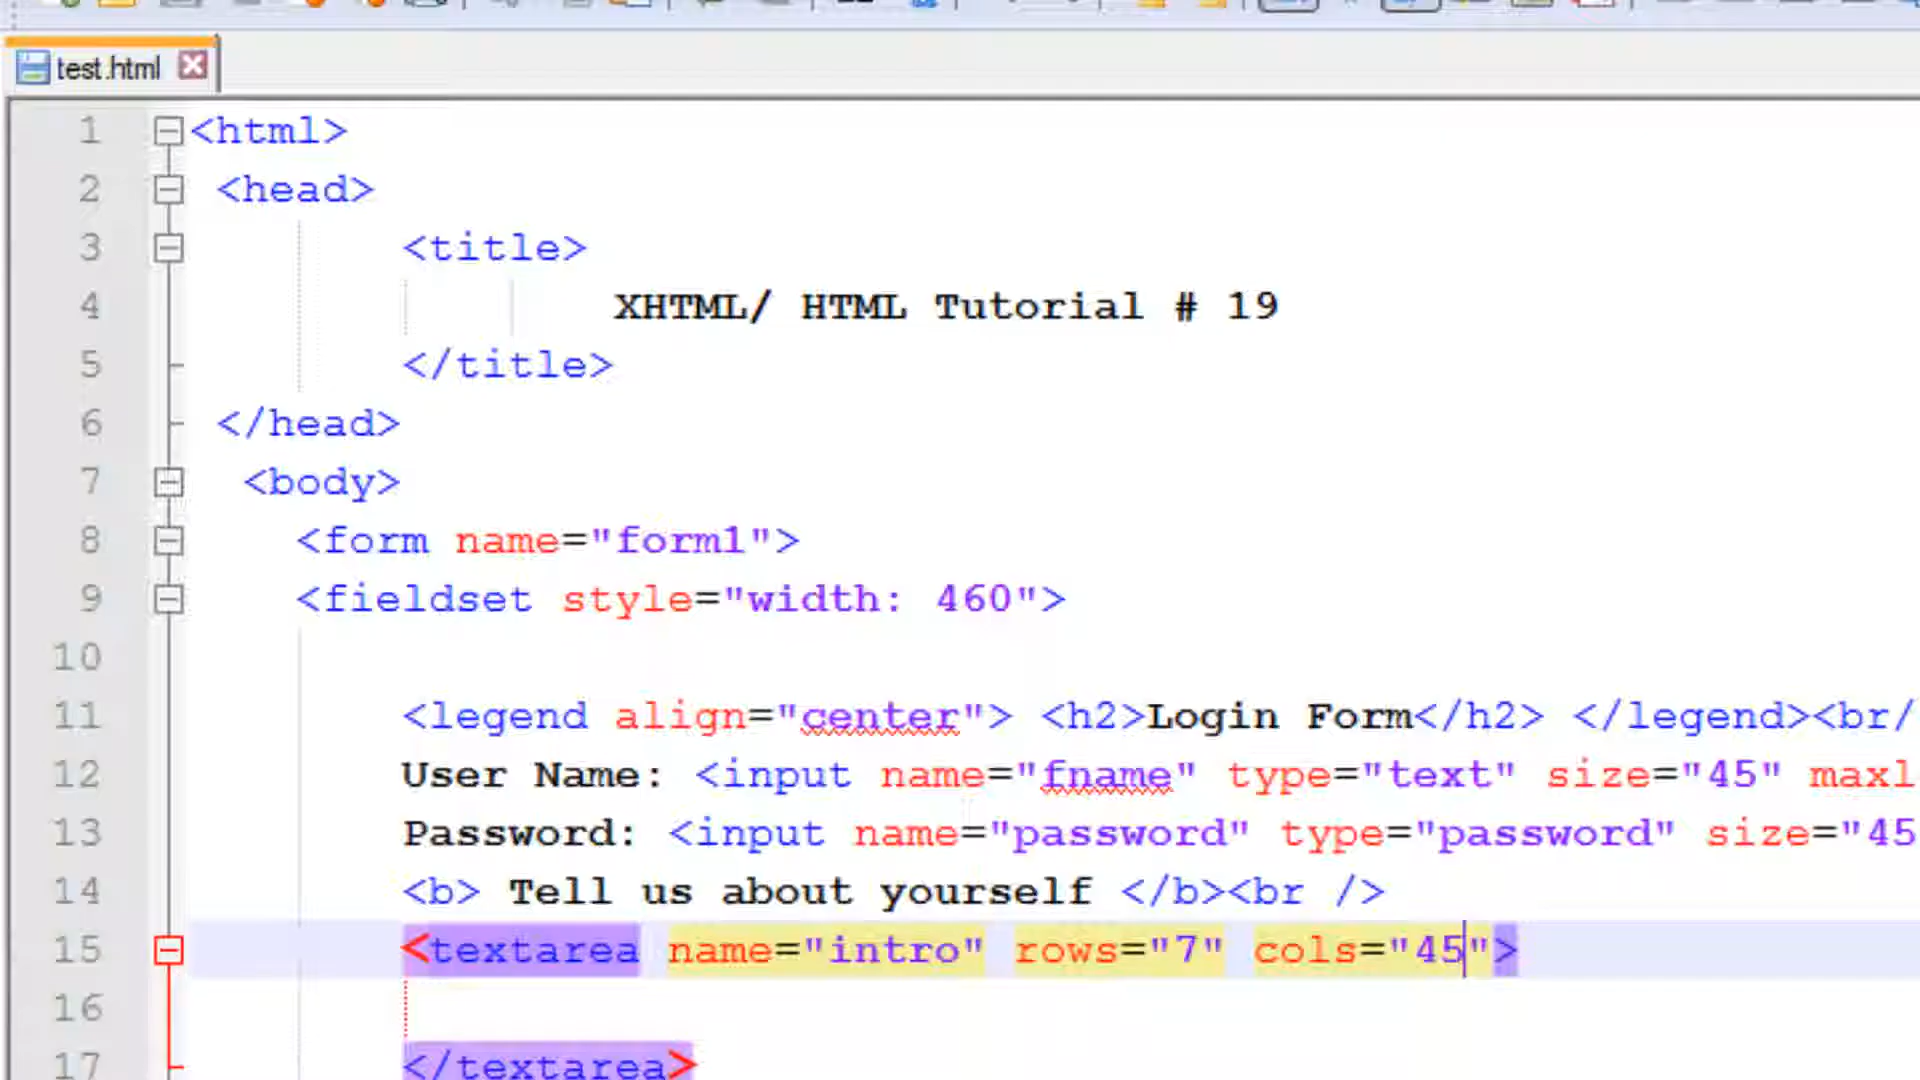 test.html
1 <html>
2 <head>
3 <title>
4 XHTML/ HTML Tutorial # 19
5 </title>
6 </head>
7 <body>
8 <form name="form1">
9 <fieldset style="width: 460">
10
11 <legend align="center"> <h2>Login Form</h2> </legend><br/
12 User Name: <input name="fname" type="text" size="45" maxl
13 Password: <input name="password" type="password" size="45
14 <b> Tell us about yourself </b><br />
15 <textarea name="intro" rows="7" cols="45">
16
17 </textarea>